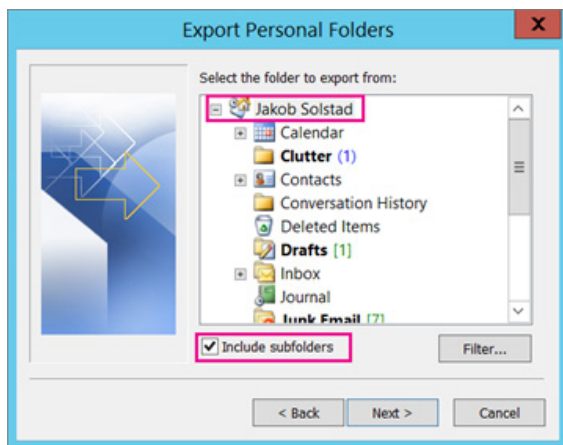 Export Personal Folders
x
Select the folder to export from:
Jakob Solstad
Calendar
Clutter (1)
Contacts
Conversation History
Deleted Items
Drafts [1]
Inbox
Journal
Junk Email [7]
Include subfolders
Filter...
< Back Next > Cancel